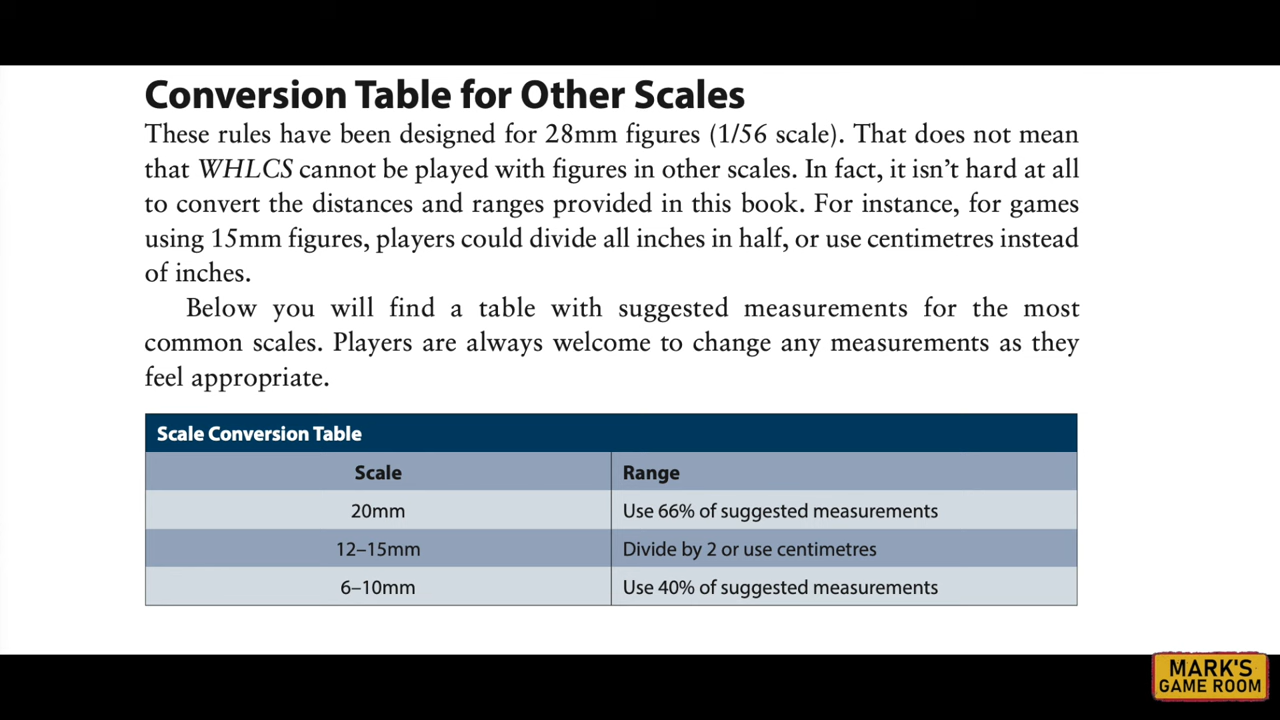 Conversion Table for Other Scales
These rules have been designed for 28mm figures (1/56 scale). That does not mean
that WHLCS cannot be played with figures in other scales. In fact, it isn’t hard at all
to convert the distances and ranges provided in this book. For instance, for games
using 15mm figures, players could divide all inches in half, or use centimetres instead
of inches.
Below you will find a table with suggested measurements for the most
common scales. Players are always welcome to change any measurements as they
feel appropriate.
Scale Conversion Table
Scale Range
20mm Use 66% of suggested measurements
12–15mm Divide by 2 or use centimetres
6–10mm Use 40% of suggested measurements
MARK'S
GAME ROOM